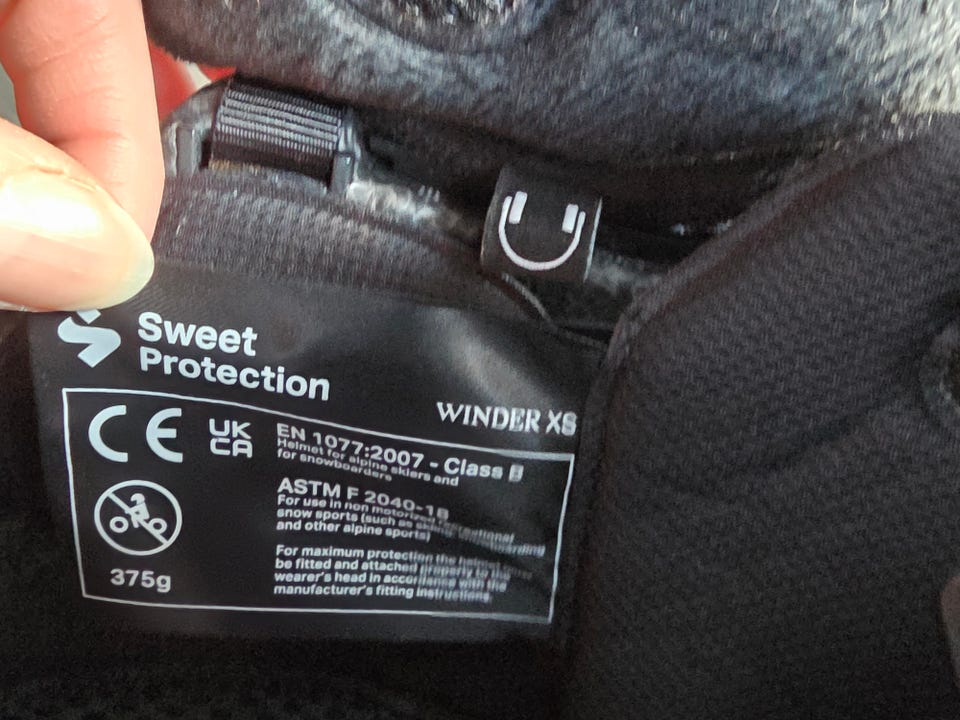 Sweet
Protection
WINDER XS
CE
UK
CA
EN 1077:2007 - Class B
Helmet for alpine skiers and
for snowboarders
ASTM F 2040-18
For use in non motorized recreational
snow sports (such as skiing, snowboarding
and other alpine sports)
375g
For maximum protection the helmet must
be fitted and attached properly to the
wearer's head in accordance with the
manufacturer's fitting instructions